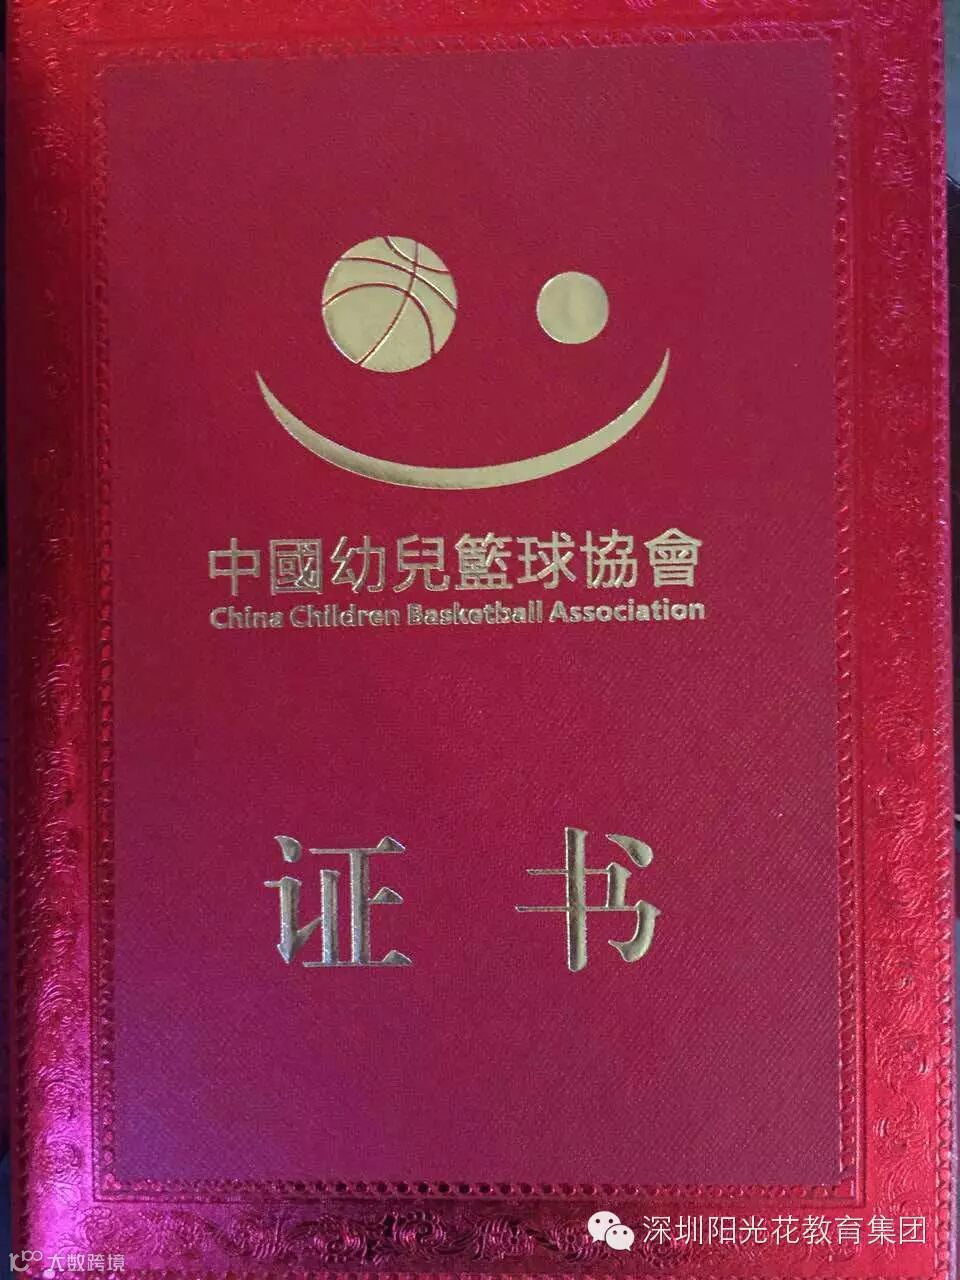 中國幼兒籃球協會
China Children Basketball Association
证书
深圳阳光花教育集团
大数跨境